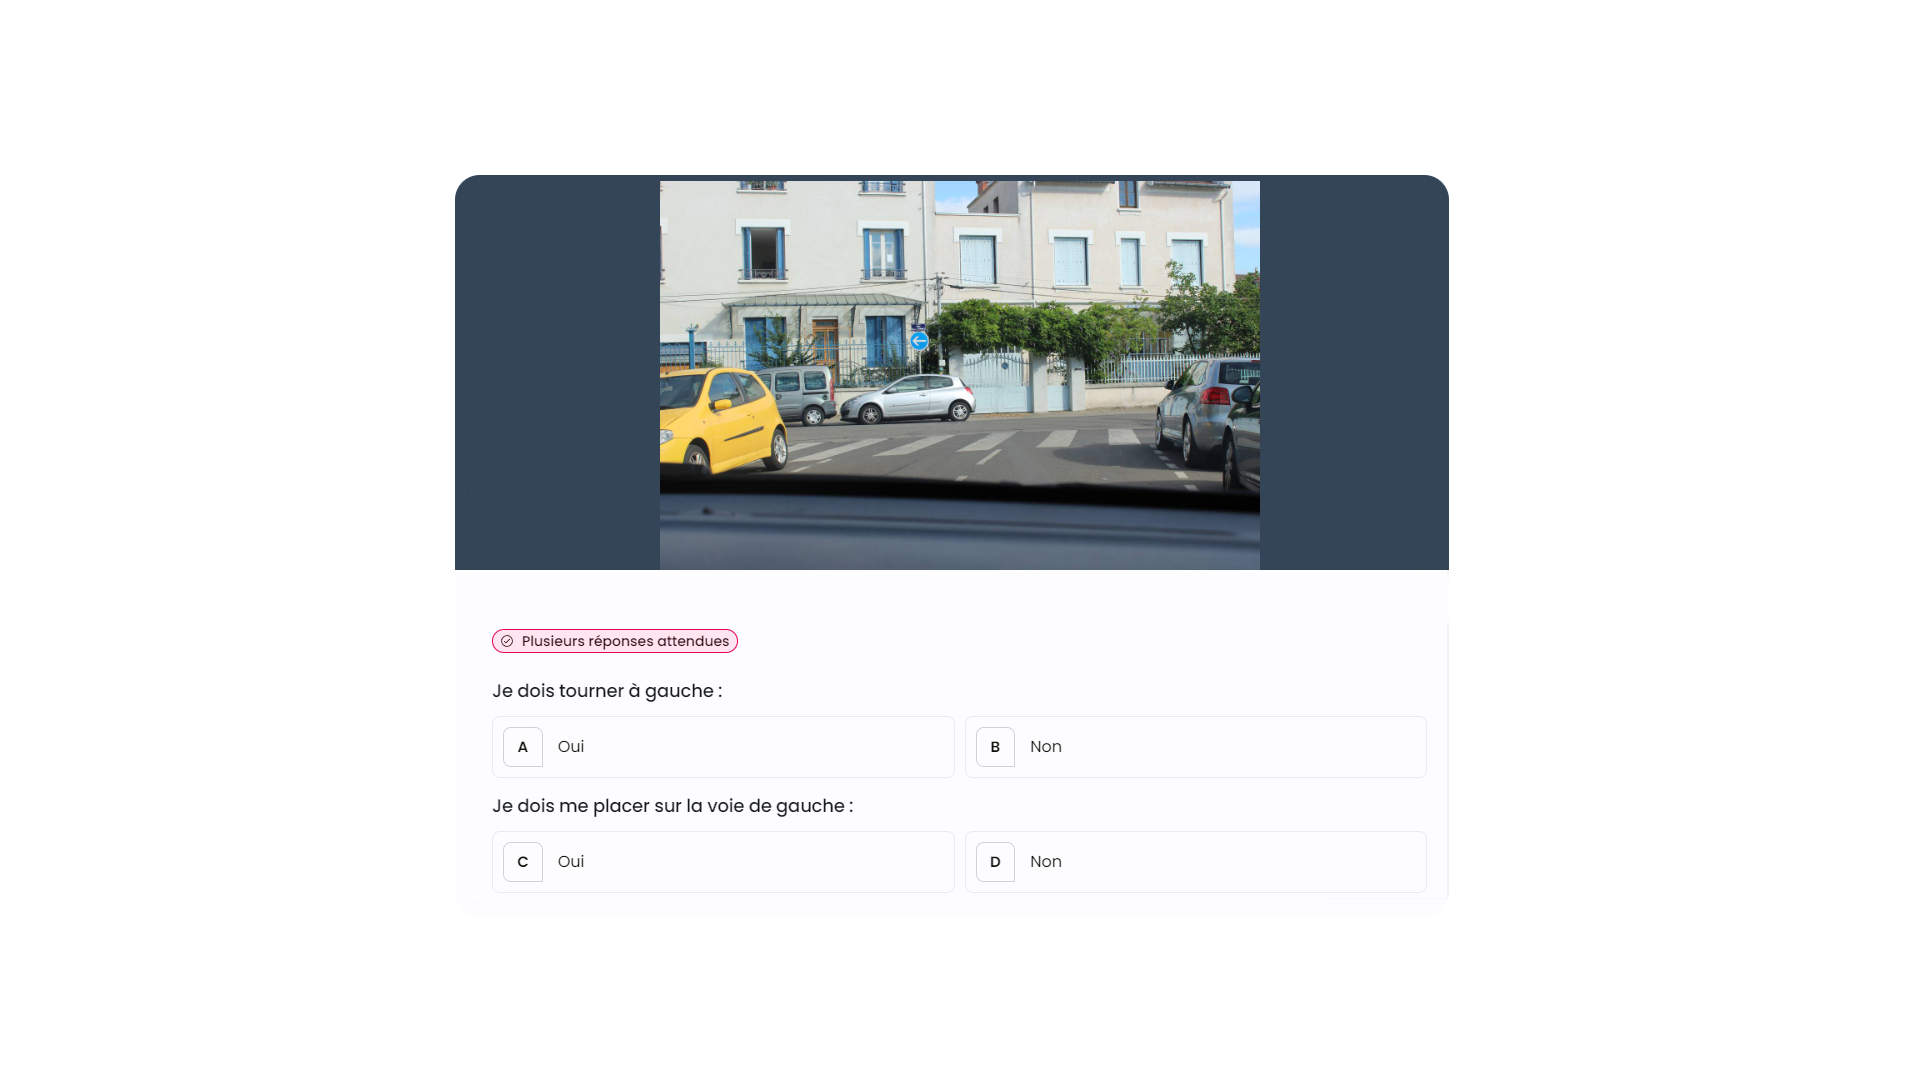 Plusieurs réponses attendues
Je dois tourner à gauche :
A Oui
B Non
Je dois me placer sur la voie de gauche :
C Oui
D Non